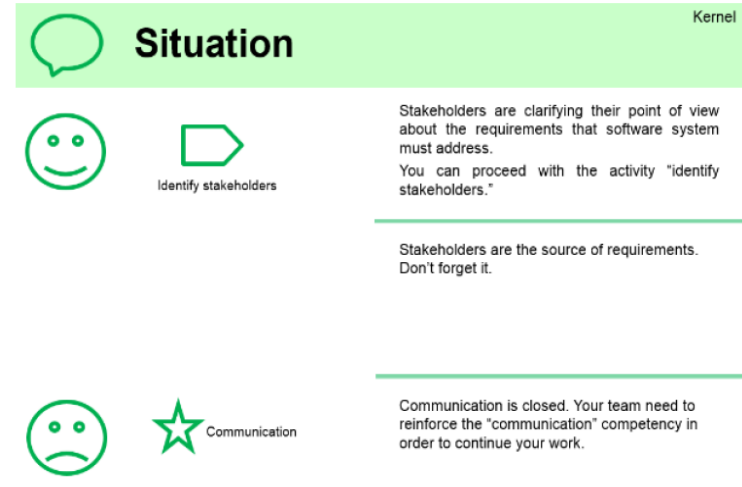 Kernel
Situation
Stakeholders are clarifying their point of view
about the requirements that software system
must address.
You can proceed with the activity “identify
stakeholders.”
Identify stakeholders
Stakeholders are the source of requirements.
Don’t forget it.
Communication is closed. Your team need to
reinforce the “communication” competency in
order to continue your work.
Communication